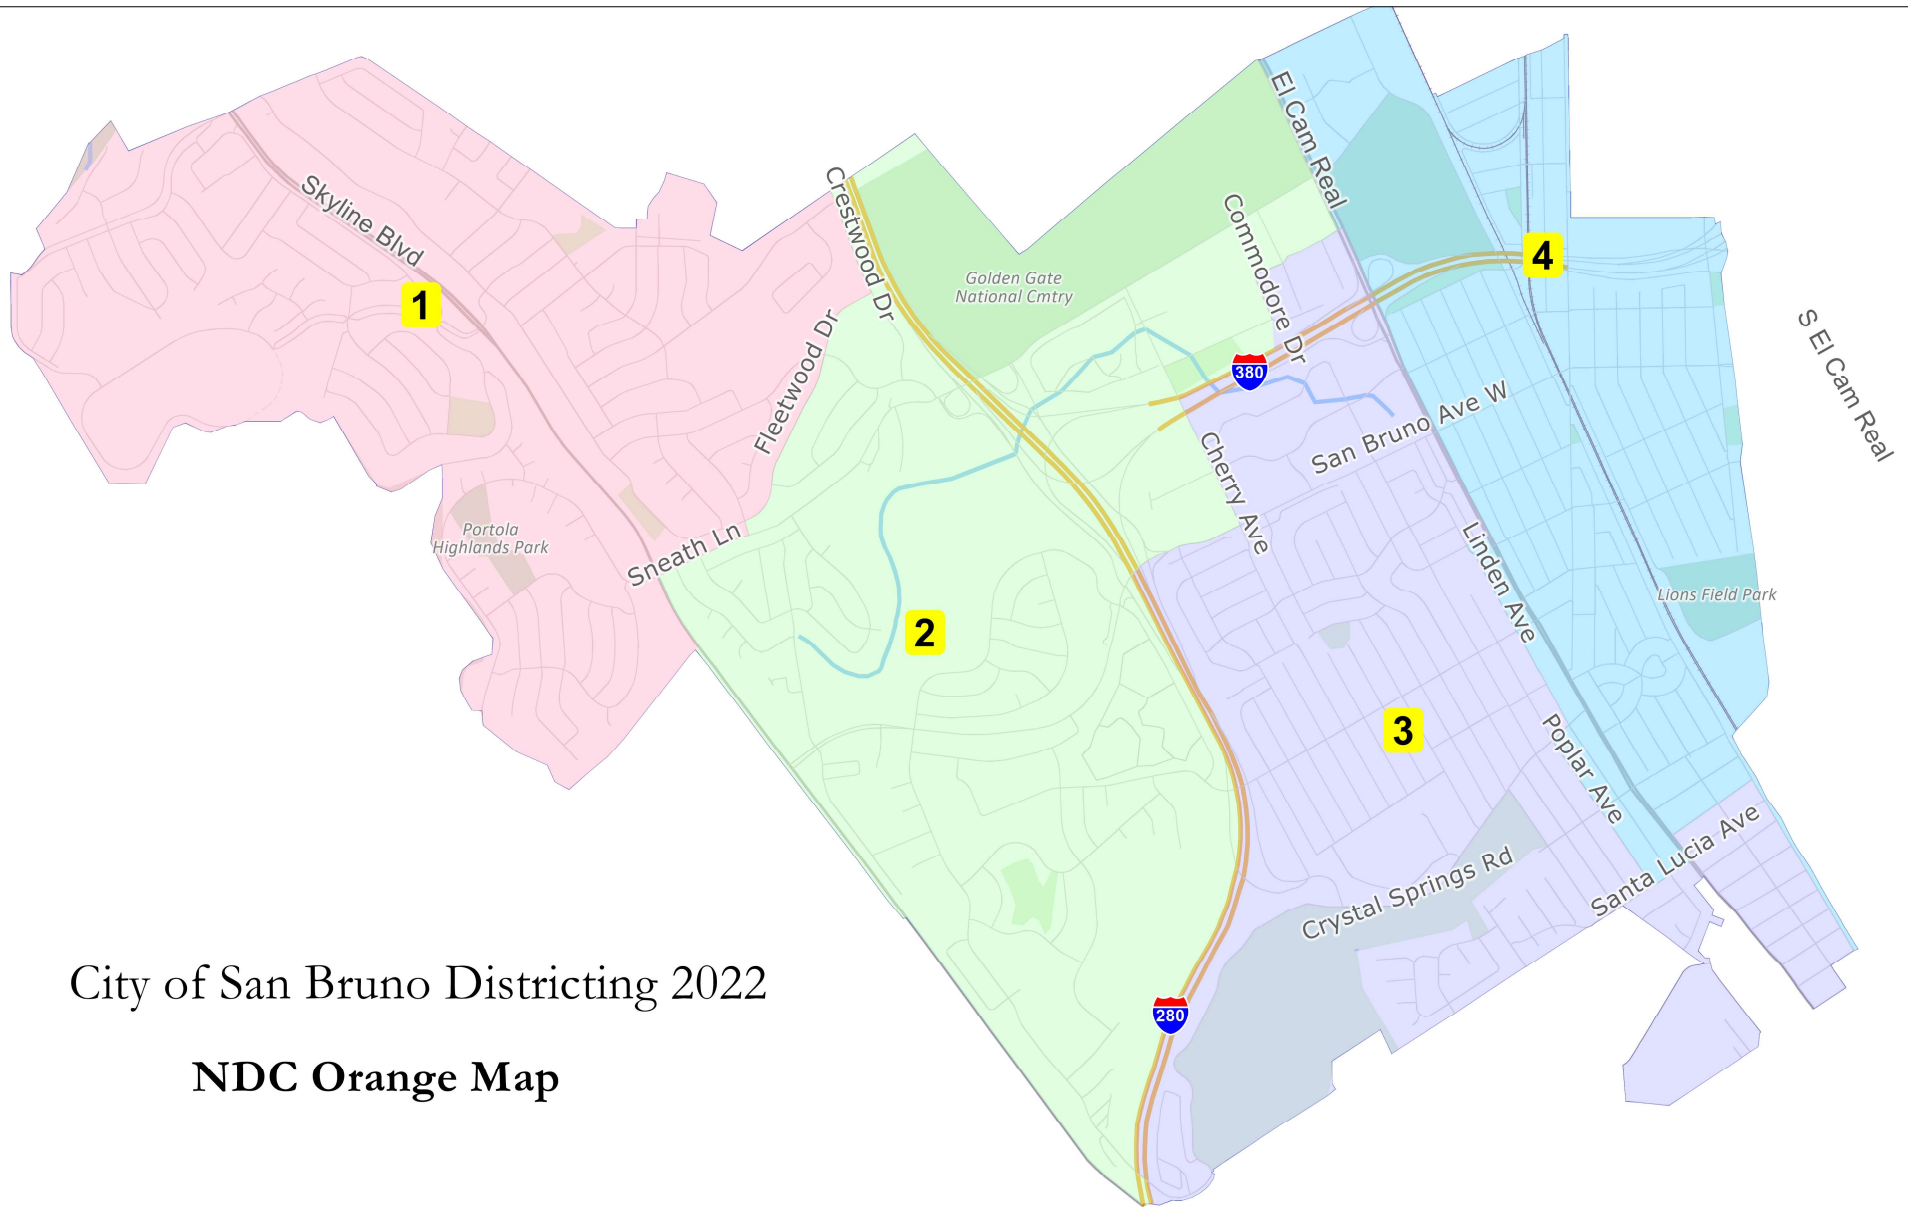 El Cam Real
Crestwood Dr
Skyline Blvd
Commodore Dr
4
Golden Gate
National Cmtry
1
Fleetwood Dr
S El Cam Real
380
San Bruno Ave W
Cherry Ave
Portola
Highlands Park
Sneath Ln
Linden Ave
Lions Field Park
2
3
Poplar Ave
Santa Lucia Ave
Crystal Springs Rd
City of San Bruno Districting 2022
280
NDC Orange Map